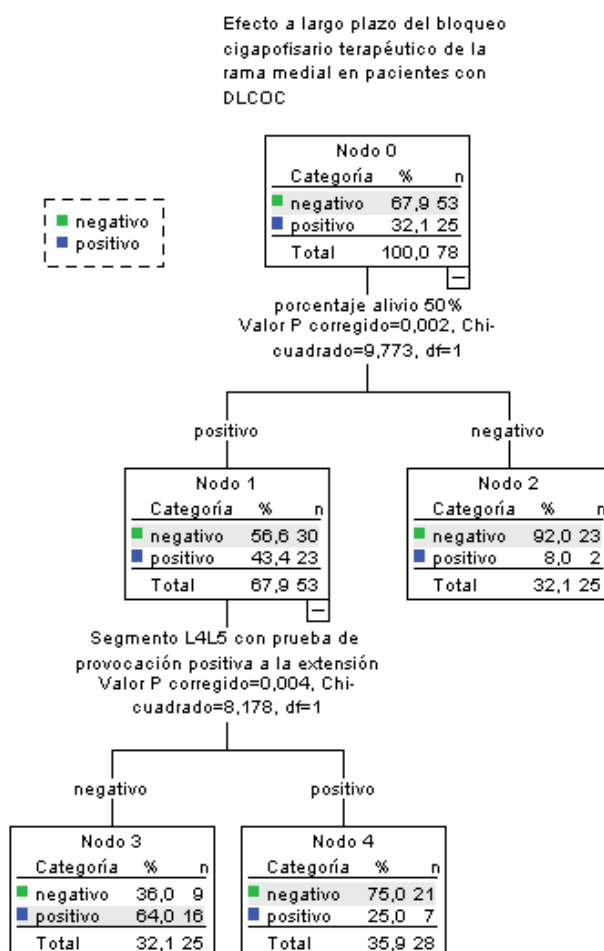 Efecto a largo plazo del bloqueo
cigapofisario terapéutico de la
rama medial en pacientes con
DLCOC
Nodo 0
Categoría % n
negativo 67,9 53
positivo 32,1 25
Total 100,0 78
negativo
positivo
porcentaje alivio 50%
Valor P corregido=0,002, Chi-
cuadrado=9,773, df=1
positivo
negativo
Nodo 1
Categoría % n
negativo 56,6 30
positivo 43,4 23
Total 67,9 53
Nodo 2
Categoría % n
negativo 92,0 23
positivo 8,0 2
Total 32,1 25
Segmento L4L5 con prueba de
provocación positiva a la extensión
Valor P corregido=0,004, Chi-
cuadrado=8,178, df=1
negativo
positivo
Nodo 3
Categoría % n
negativo 36,0 9
positivo 64,0 16
Total 32,1 25
Nodo 4
Categoría % n
negativo 75,0 21
positivo 25,0 7
Total 35,9 28